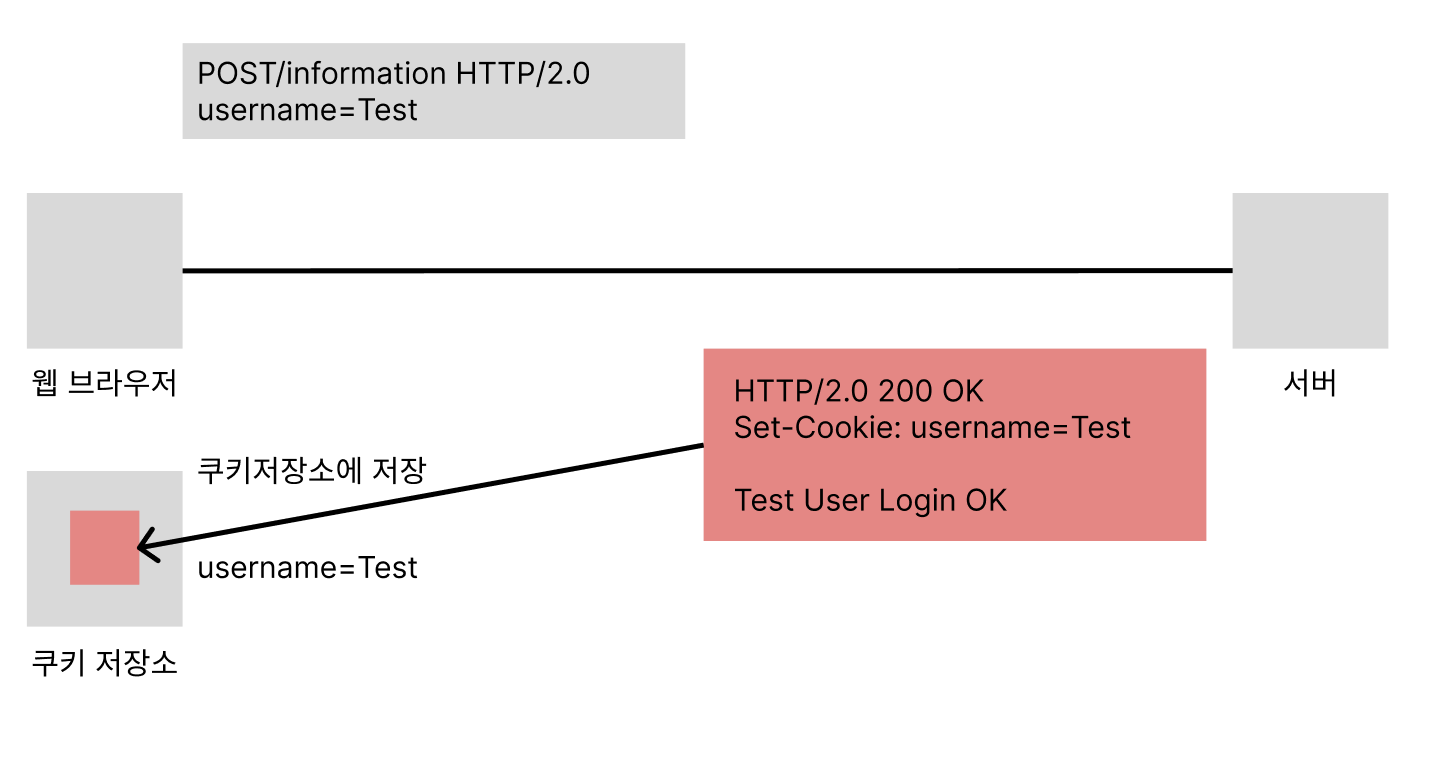 POST/information HTTP/2.0
username=Test
웹 브라우저
서버
HTTP/2.0 200 OK
Set-Cookie: username=Test
Test User Login OK
쿠키저장소에 저장
username=Test
쿠키 저장소